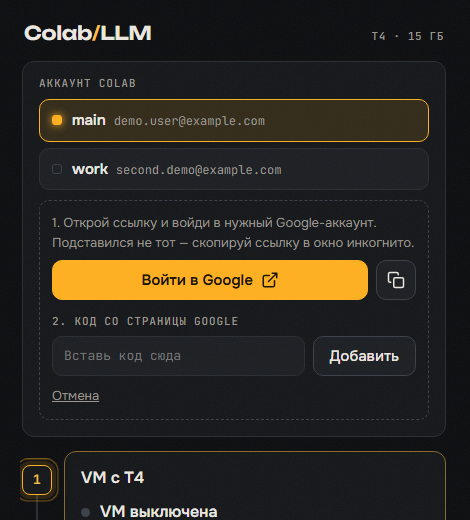 Colab/LLM
T4 · 15 ГБ
АККАУНТ COLAB
main demo.user@example.com
work second.demo@example.com
1. Открой ссылку и войди в нужный Google-аккаунт.
Подставился не тот — скопируй ссылку в окно инкогнито.
Войти в Google
2. КОД СО СТРАНИЦЫ GOOGLE
Вставь код сюда
Добавить
Отмена
1
VM с T4
VM выключена